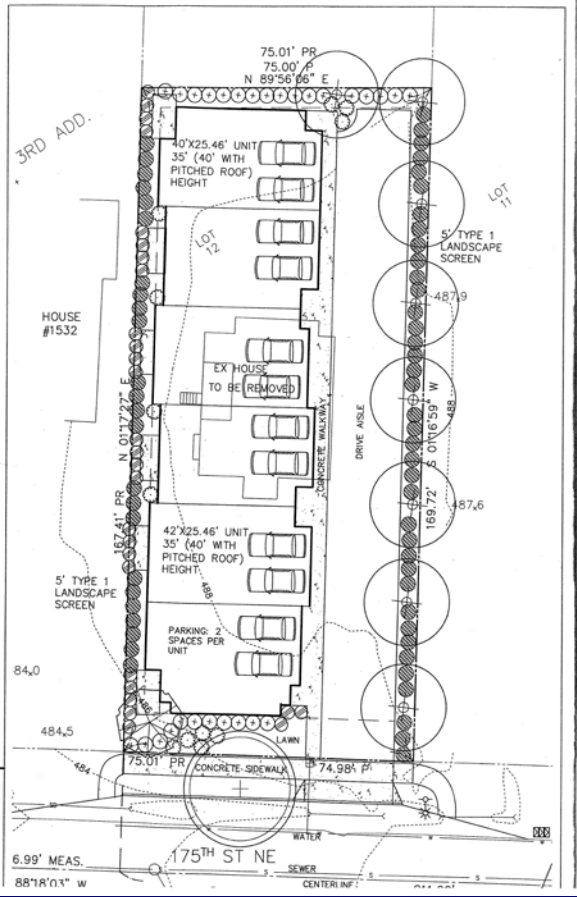 75.01' PR
75.00' P
N 89°56'06" E
3RD ADD.
40'X25.46' UNIT
35' (40' WITH
PITCHED ROOF)
HEIGHT
LOT
12
LOT
11
5' TYPE 1
LANDSCAPE
SCREEN
487.9
HOUSE
#1532
EX HOUSE
TO BE REMOVED
N 01°17'27" E
167.41' PR
CONCRETE WALKWAY
DRIVE AISLE
S 01°16'59" W
169.72'
488
487.6
42'X25.46' UNIT
35' (40' WITH
PITCHED ROOF)
HEIGHT
488
5' TYPE 1
LANDSCAPE
SCREEN
PARKING: 2
SPACES PER
UNIT
84.0
486
484.5
LAWN
484
75.01' PR
74.98' P
CONCRETE SIDEWALK
WATER
175TH ST NE
6.99' MEAS.
SEWER
88°18'03" W
CENTERLINE